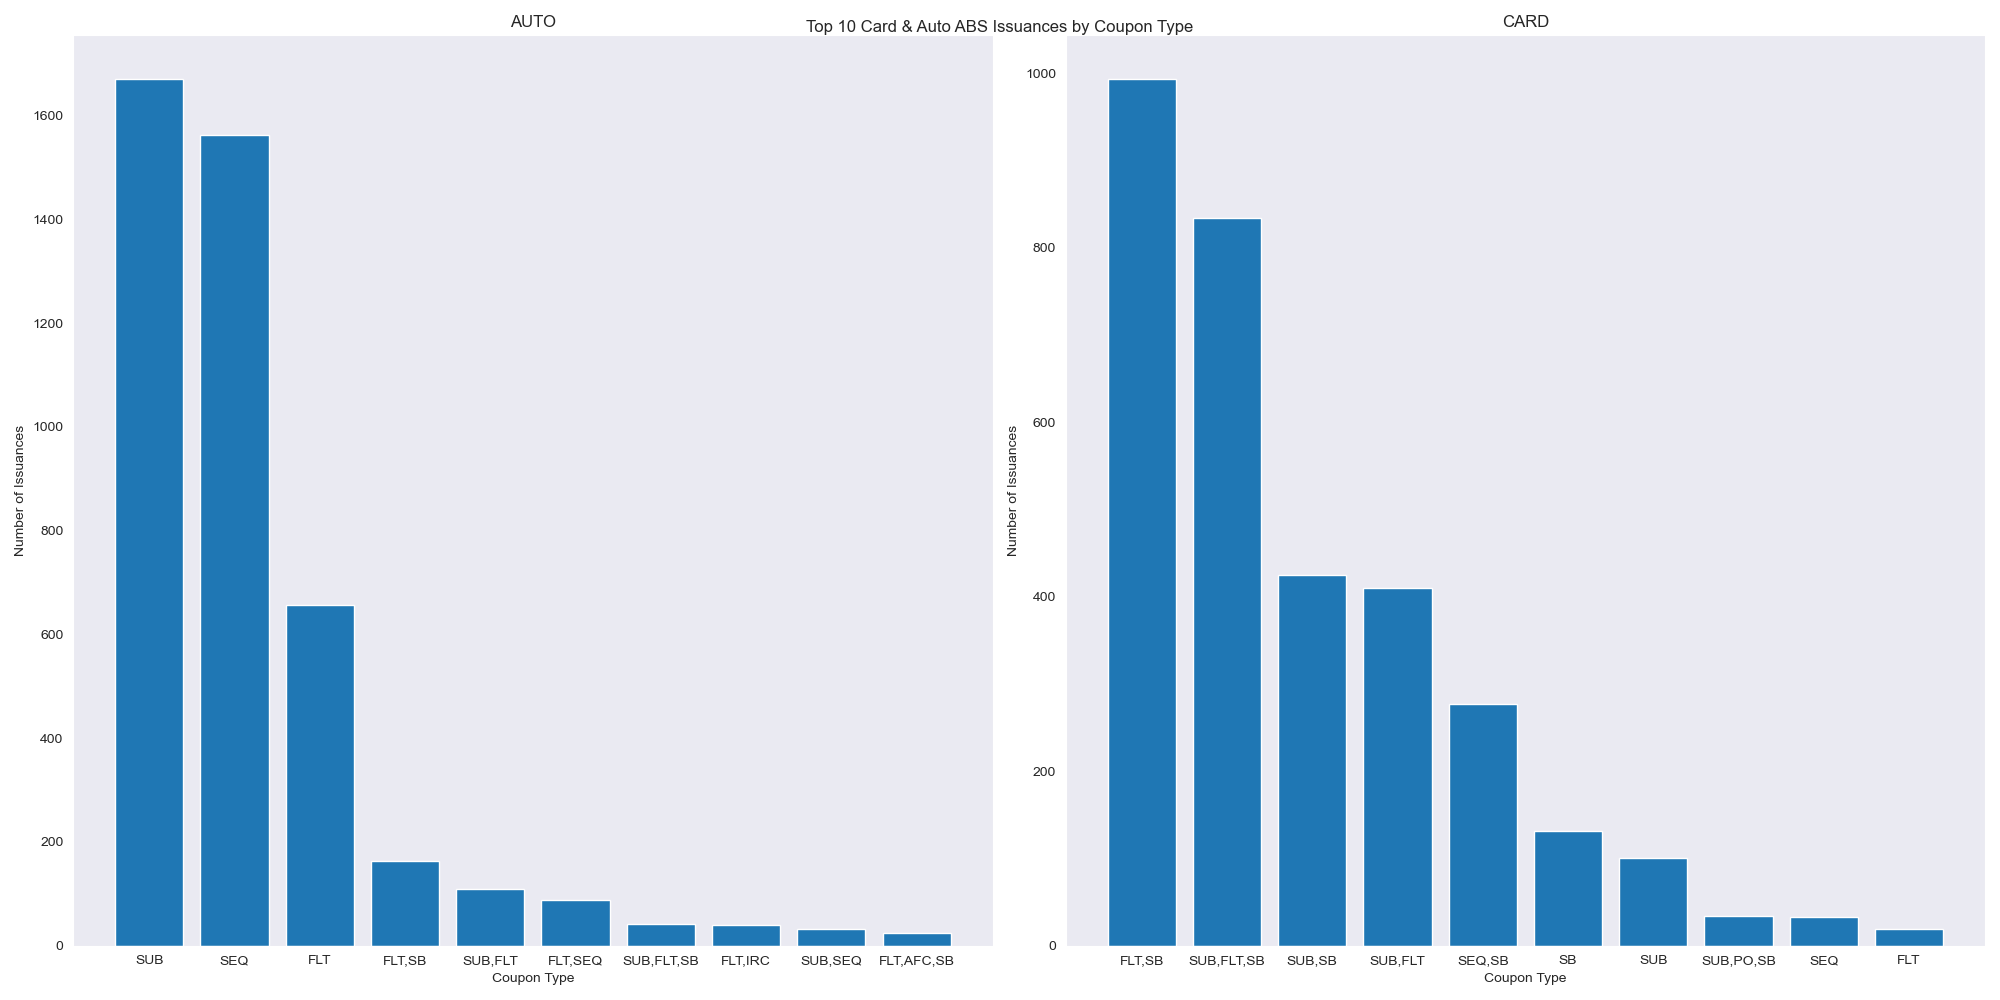 Top 10 Card & Auto ABS Issuances by Coupon Type
AUTO
Number of Issuances
1600
1400
1200
1000
800
600
400
200
0
SUB SEQ FLT FLT,SB SUB,FLT FLT,SEQ SUB,FLT,SB FLT,IRC SUB,SEQ FLT,AFC,SB
Coupon Type
CARD
Number of Issuances
1000
800
600
400
200
0
FLT,SB SUB,FLT,SB SUB,SB SUB,FLT SEQ,SB SB SUB SUB,PO,SB SEQ FLT
Coupon Type